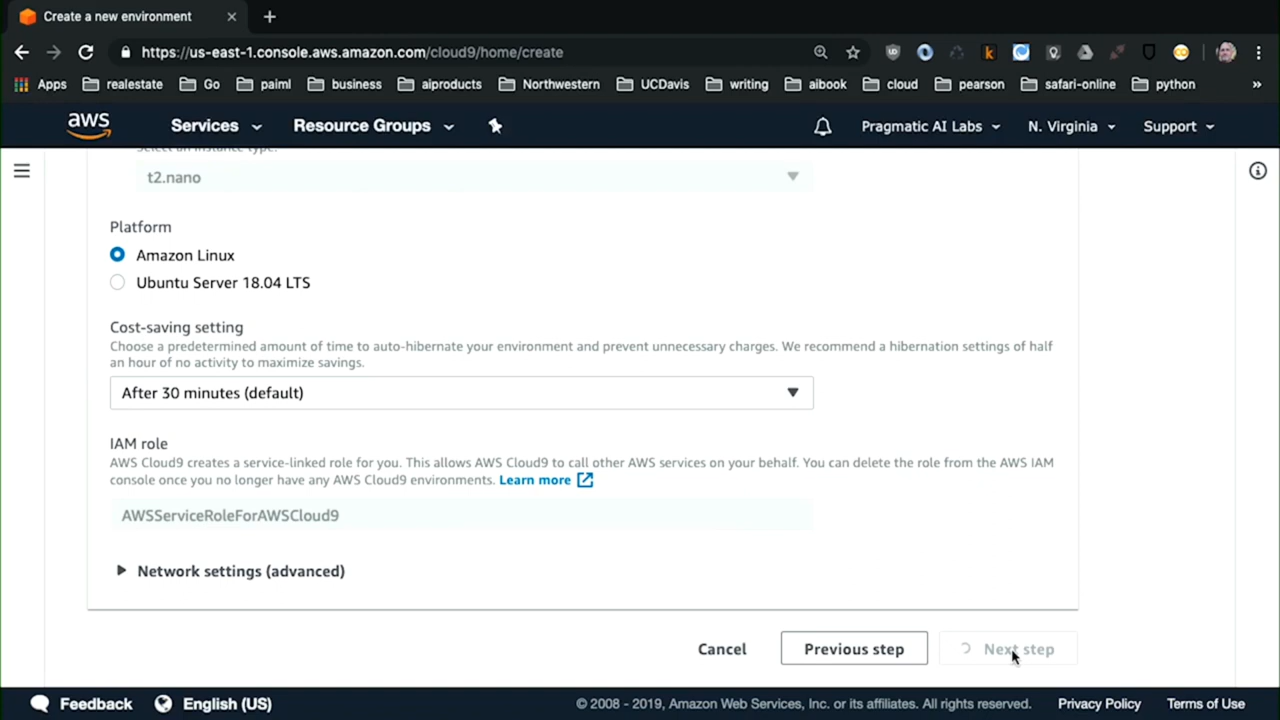 Create a new environment
https://us-east-1.console.aws.amazon.com/cloud9/home/create
Apps realestate Go paiml business aiproducts Northwestern UCDavis writing aibook cloud pearson safari-online python »
aws Services Resource Groups Pragmatic AI Labs N. Virginia Support
Select an instance type.
t2.nano
Platform
Amazon Linux
Ubuntu Server 18.04 LTS
Cost-saving setting
Choose a predetermined amount of time to auto-hibernate your environment and prevent unnecessary charges. We recommend a hibernation settings of half
an hour of no activity to maximize savings.
After 30 minutes (default)
IAM role
AWS Cloud9 creates a service-linked role for you. This allows AWS Cloud9 to call other AWS services on your behalf. You can delete the role from the AWS IAM
console once you no longer have any AWS Cloud9 environments. Learn more
AWSServiceRoleForAWSCloud9
Network settings (advanced)
Cancel Previous step Next step
Feedback English (US) © 2008 - 2019, Amazon Web Services, Inc. or its affiliates. All rights reserved. Privacy Policy Terms of Use